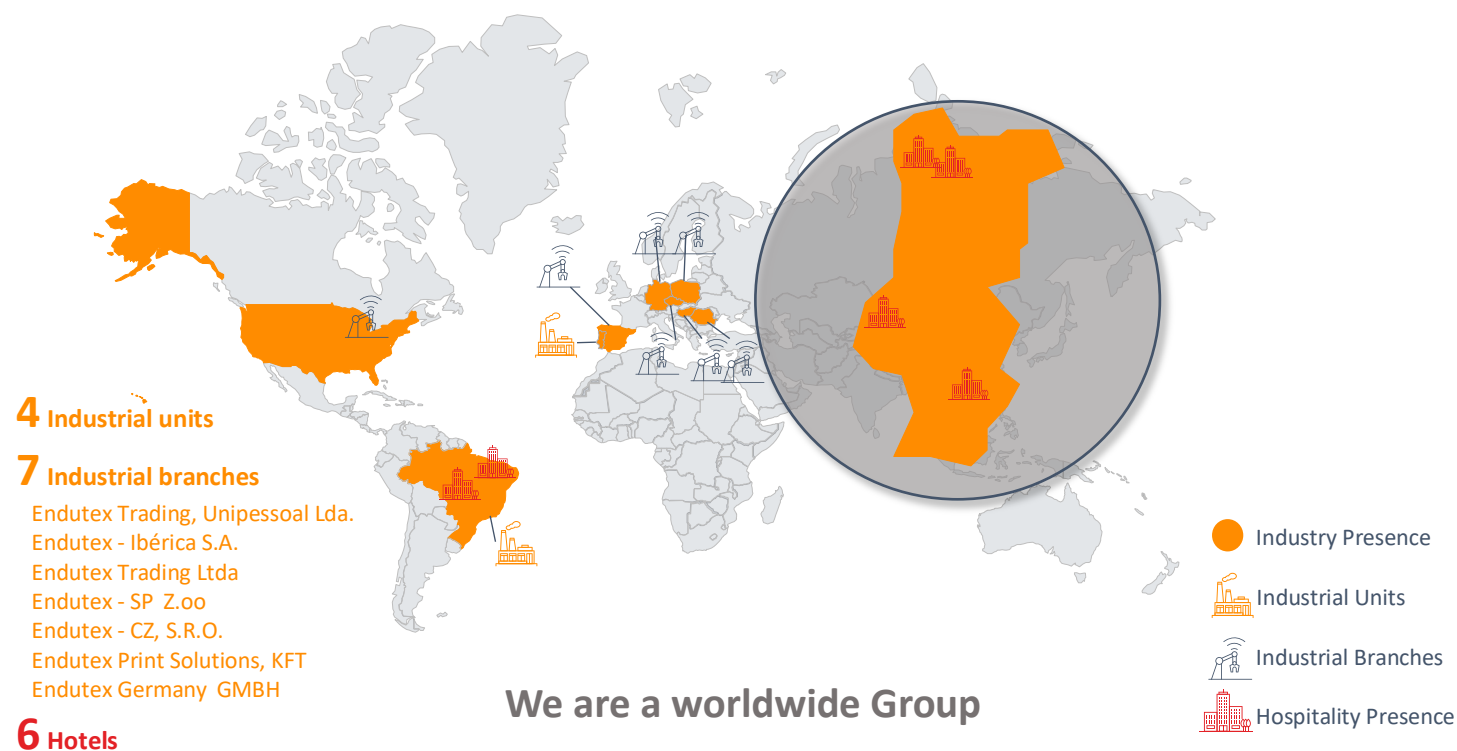 4 Industrial units
7 Industrial branches
Endutex Trading, Unipessoal Lda.
Endutex - Ibérica S.A.
Endutex Trading Ltda
Endutex - SP Z.oo
Endutex - CZ, S.R.O.
Endutex Print Solutions, KFT
Endutex Germany GMBH
6 Hotels
We are a worldwide Group
Industry Presence
Industrial Units
Industrial Branches
Hospitality Presence